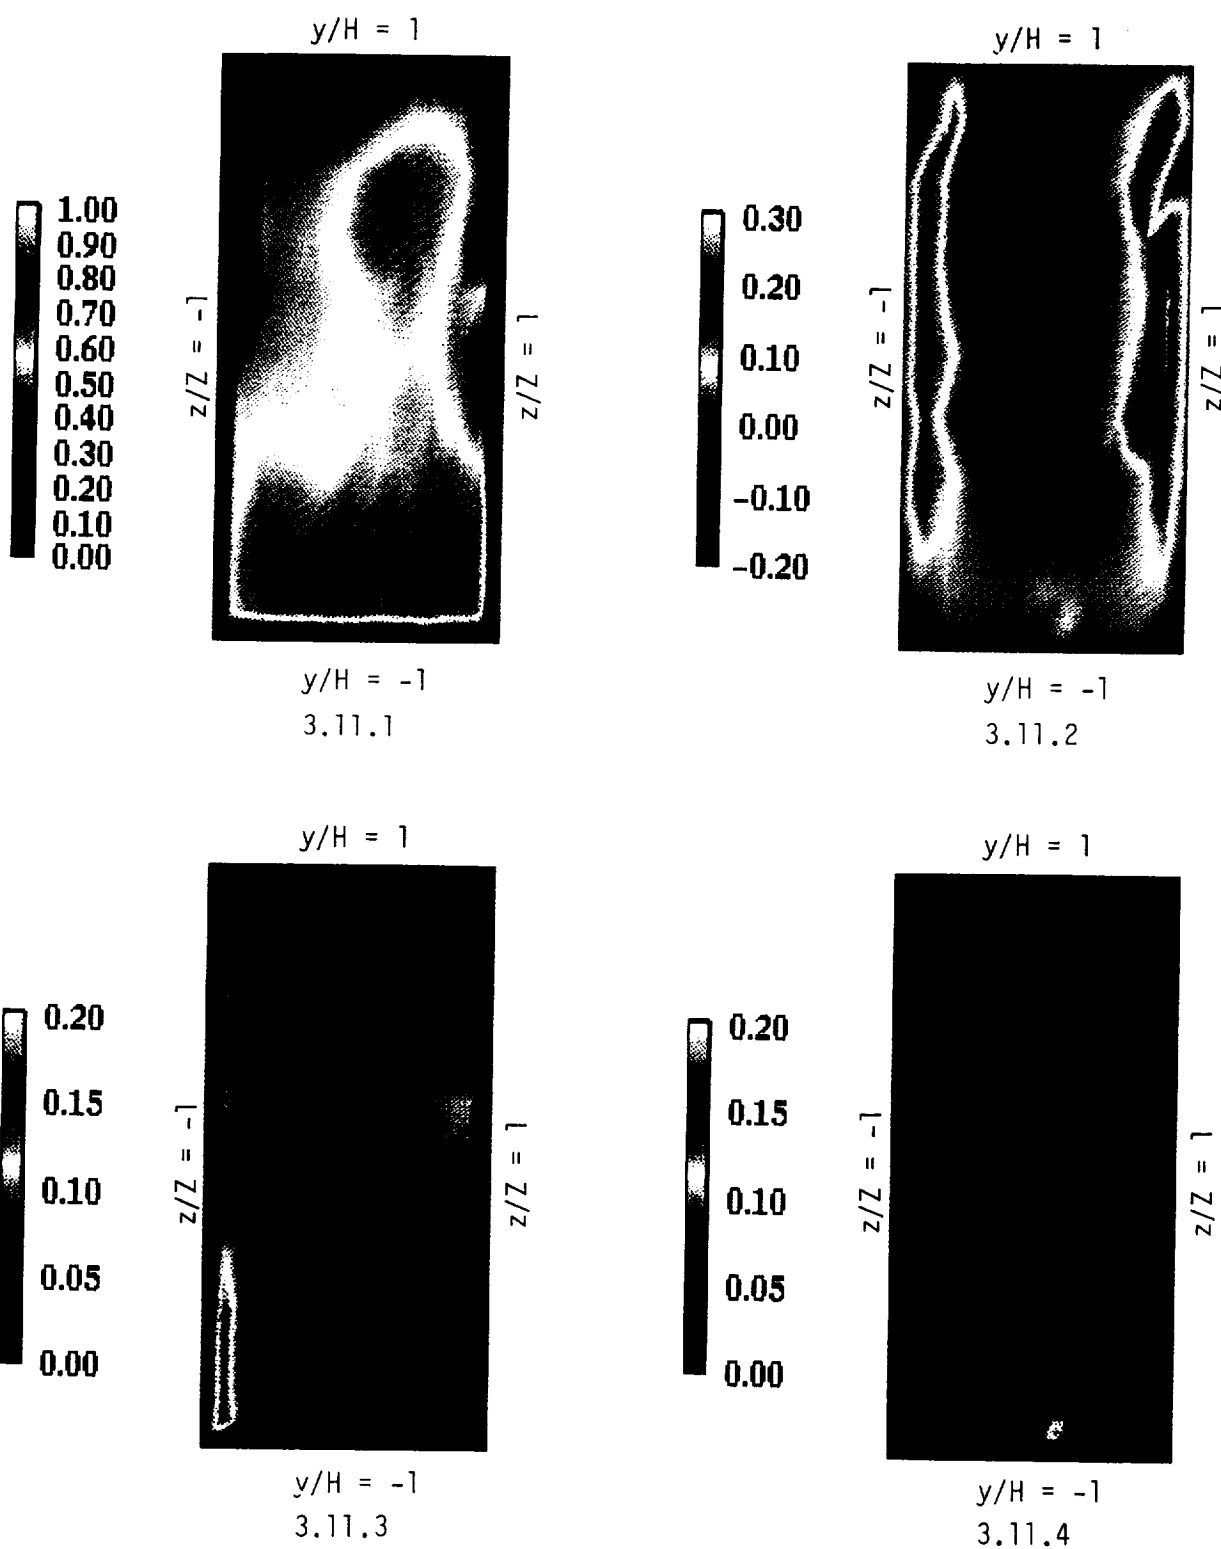 y/H = 1
1.00
0.90
0.80
0.70
0.60
0.50
0.40
0.30
0.20
0.10
0.00
z/Z = -1
z/Z = 1
y/H = -1
3.11.1
y/H = 1
0.30
0.20
0.10
0.00
-0.10
-0.20
z/Z = -1
z/Z = 1
y/H = -1
3.11.2
y/H = 1
0.20
0.15
0.10
0.05
0.00
z/Z = -1
z/Z = 1
y/H = -1
3.11.3
y/H = 1
0.20
0.15
0.10
0.05
0.00
z/Z = -1
z/Z = 1
y/H = -1
3.11.4